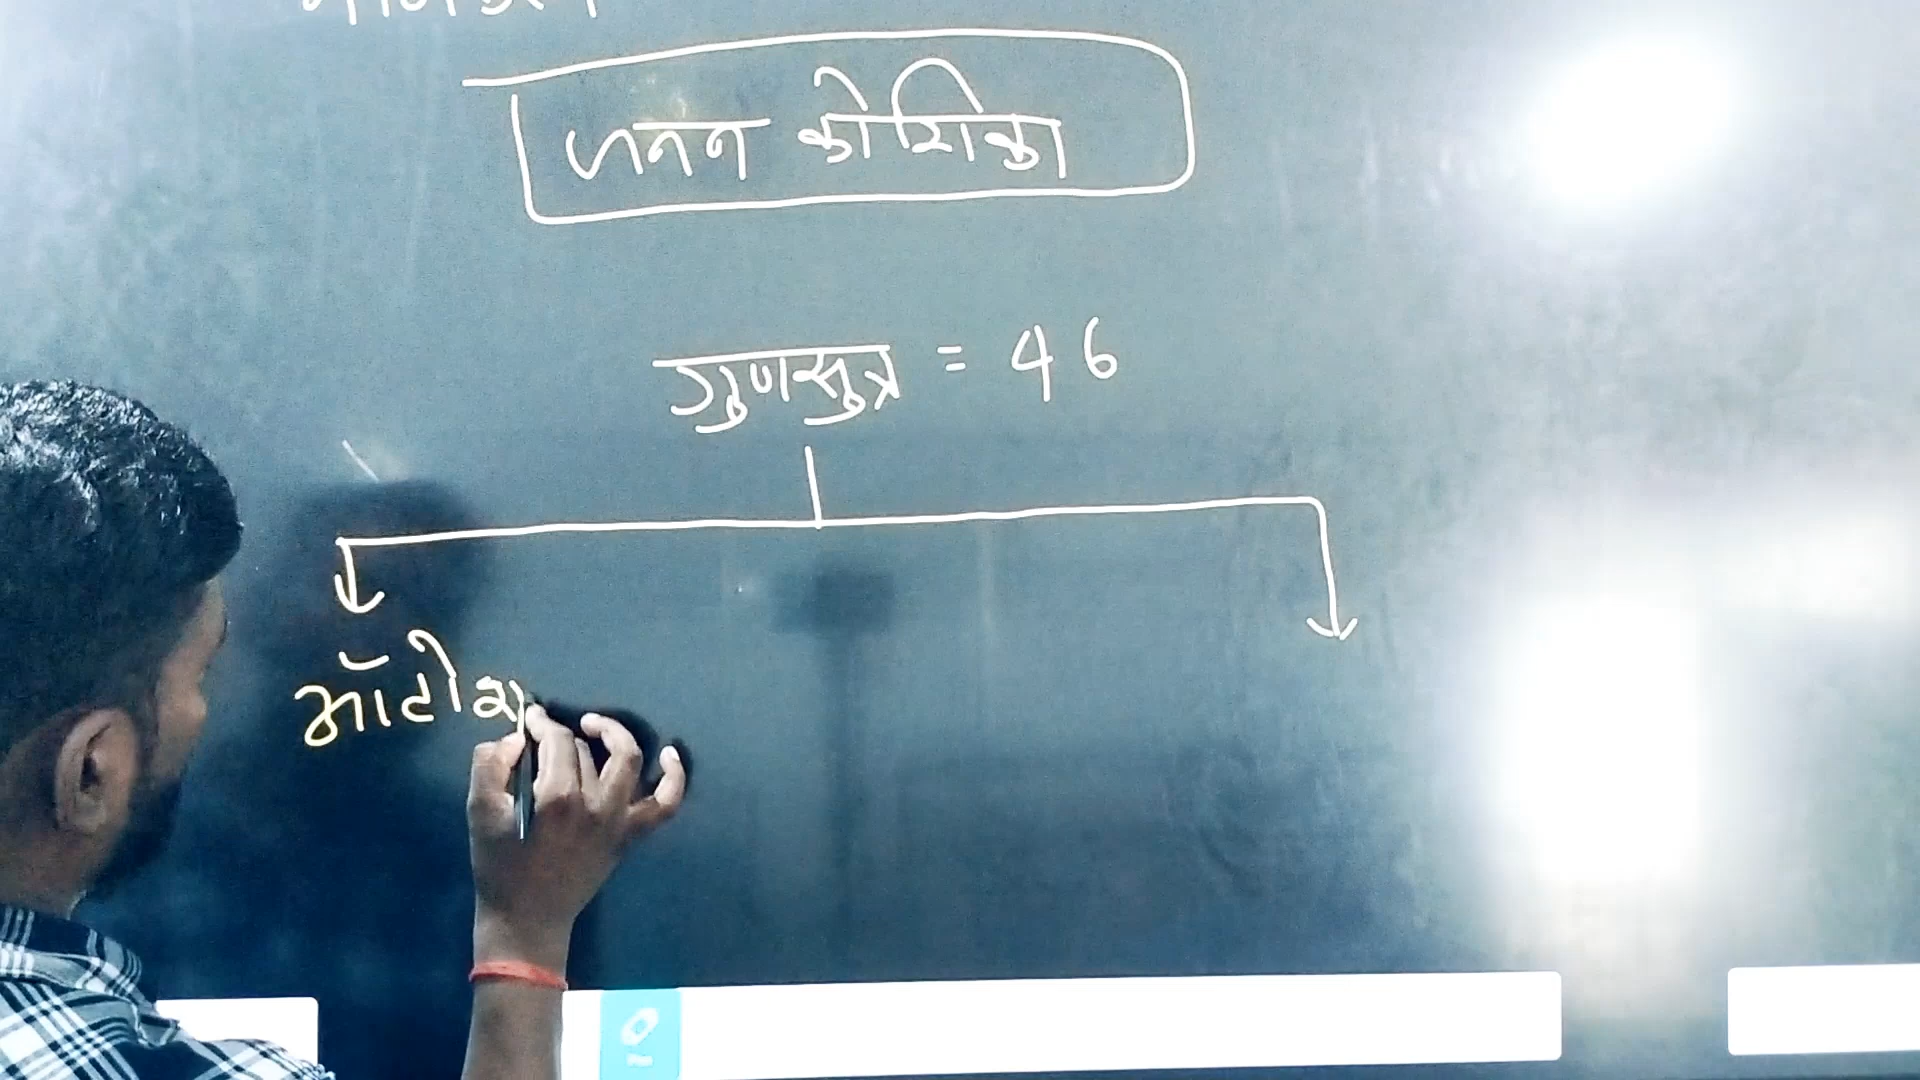 जनन कोशिका
गुणसुत्र = 46
ऑटोस